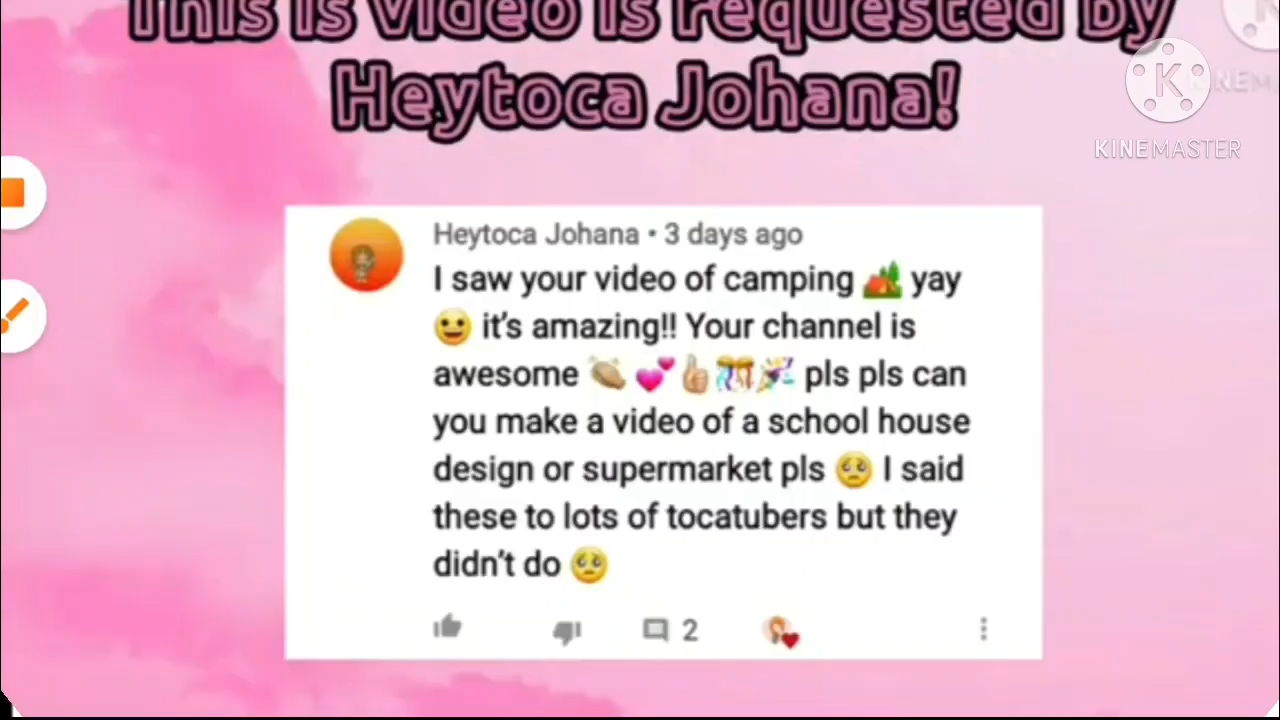 This is video is requested by
Heytoca Johana!
K
KINEMASTER
Heytoca Johana • 3 days ago
I saw your video of camping 🏕️ yay
😀 it's amazing!! Your channel is
awesome 👏🏼 💕 👍🏼 🎊 🎉 pls pls can
you make a video of a school house
design or supermarket pls 🥺 I said
these to lots of tocatubers but they
didn't do 🥺
2